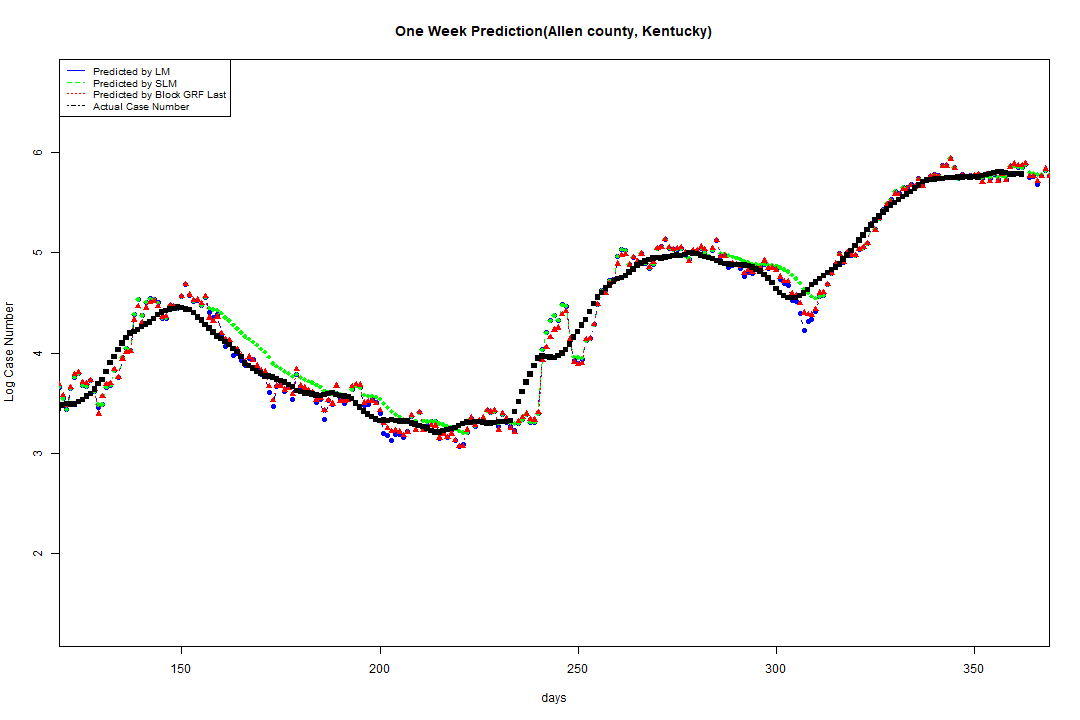 One Week Prediction(Allen county, Kentucky)
Predicted by LM
Predicted by SLM
Predicted by Block GRF Last
Actual Case Number
6
5
4
3
2
Log Case Number
150 200 250 300 350
days